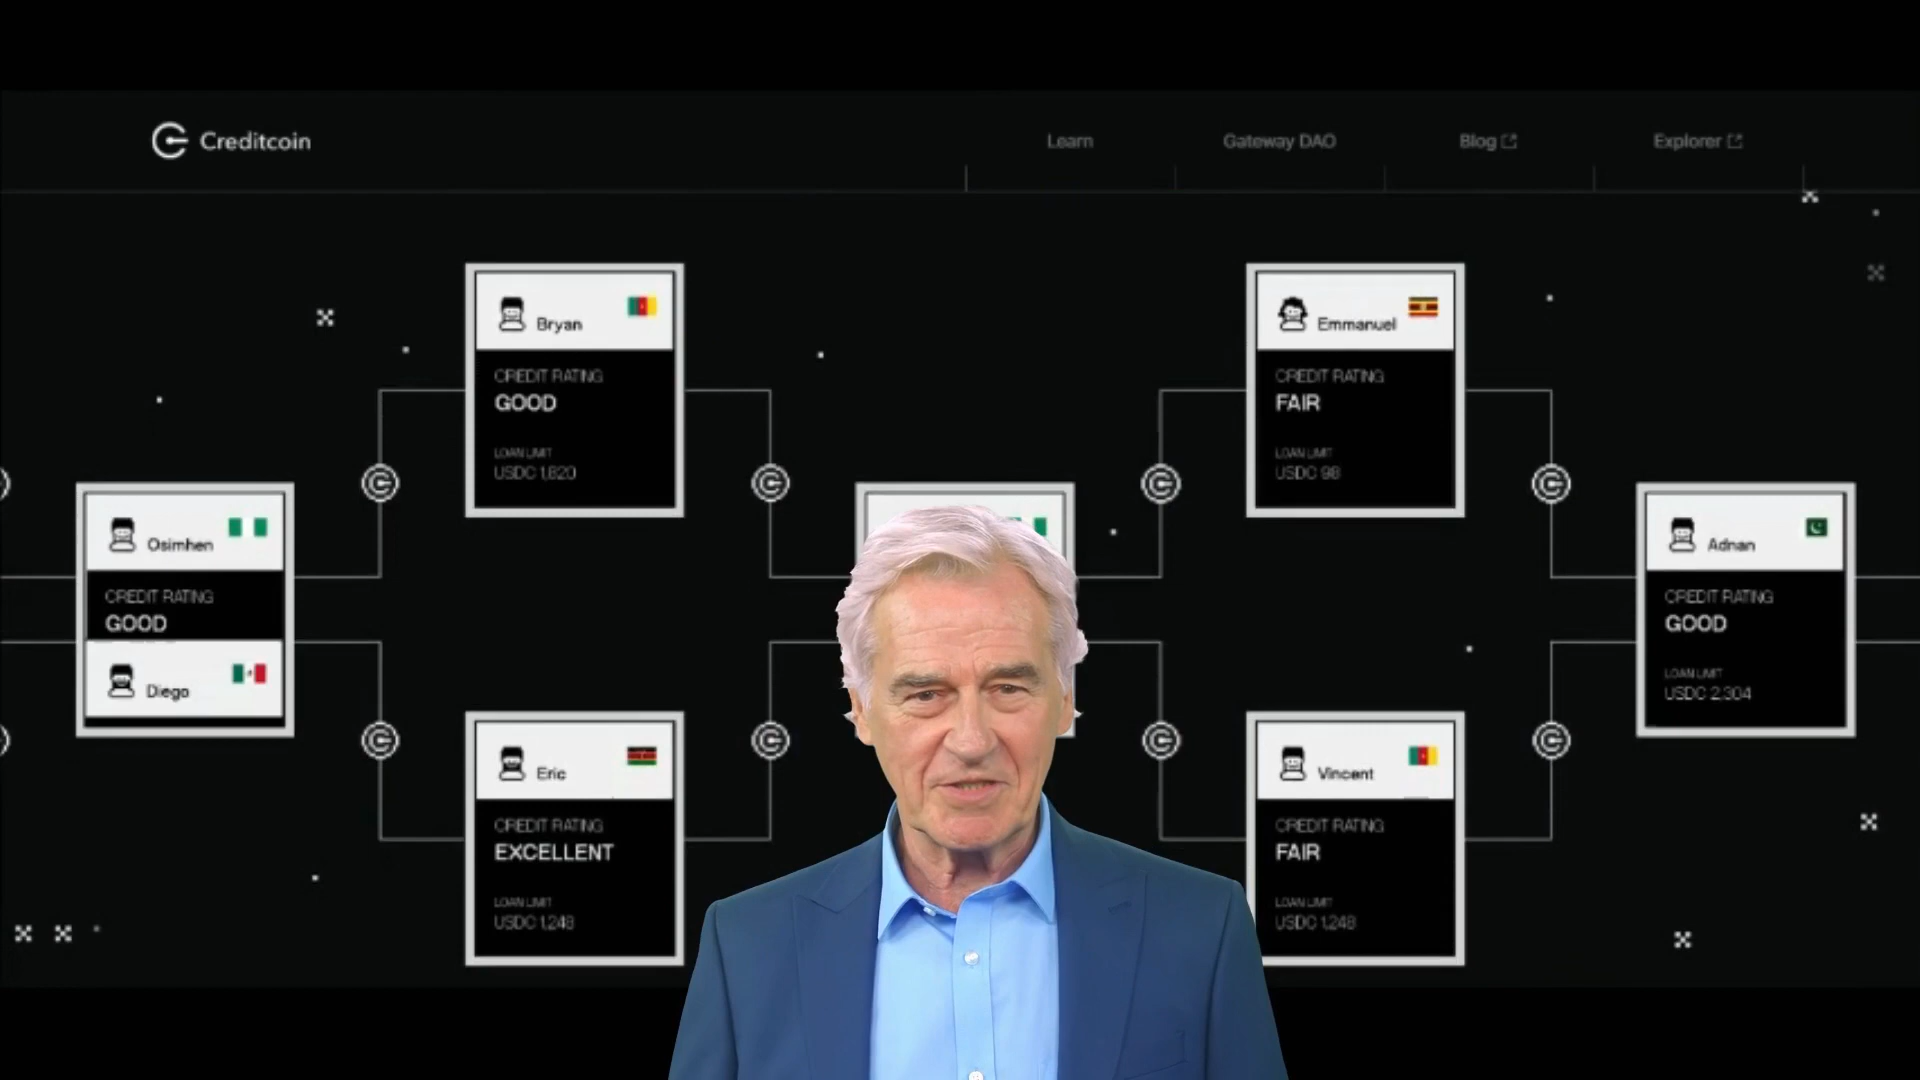 Creditcoin
Learn
Gateway DAO
Blog
Explorer
Bryan
CREDIT RATING
GOOD
LOAN LIMIT
USDC 1,820
Emmanuel
CREDIT RATING
FAIR
LOAN LIMIT
USDC 98
Osimhen
CREDIT RATING
GOOD
Diego
Adnan
CREDIT RATING
GOOD
LOAN LIMIT
USDC 2,304
Eric
CREDIT RATING
EXCELLENT
LOAN LIMIT
USDC 1,248
Vincent
CREDIT RATING
FAIR
LOAN LIMIT
USDC 1,248